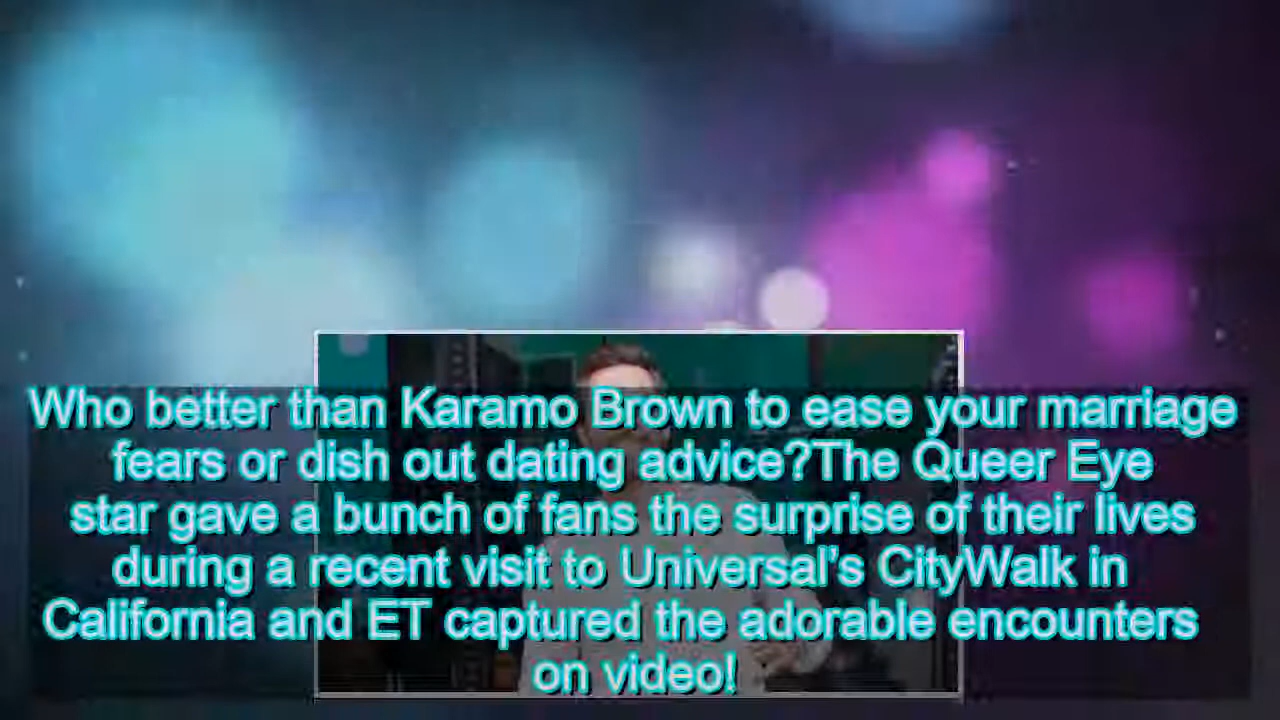 Who better than Karamo Brown to ease your marriage
fears or dish out dating advice?The Queer Eye
star gave a bunch of fans the surprise of their lives
during a recent visit to Universal's CityWalk in
California and ET captured the adorable encounters
on video!